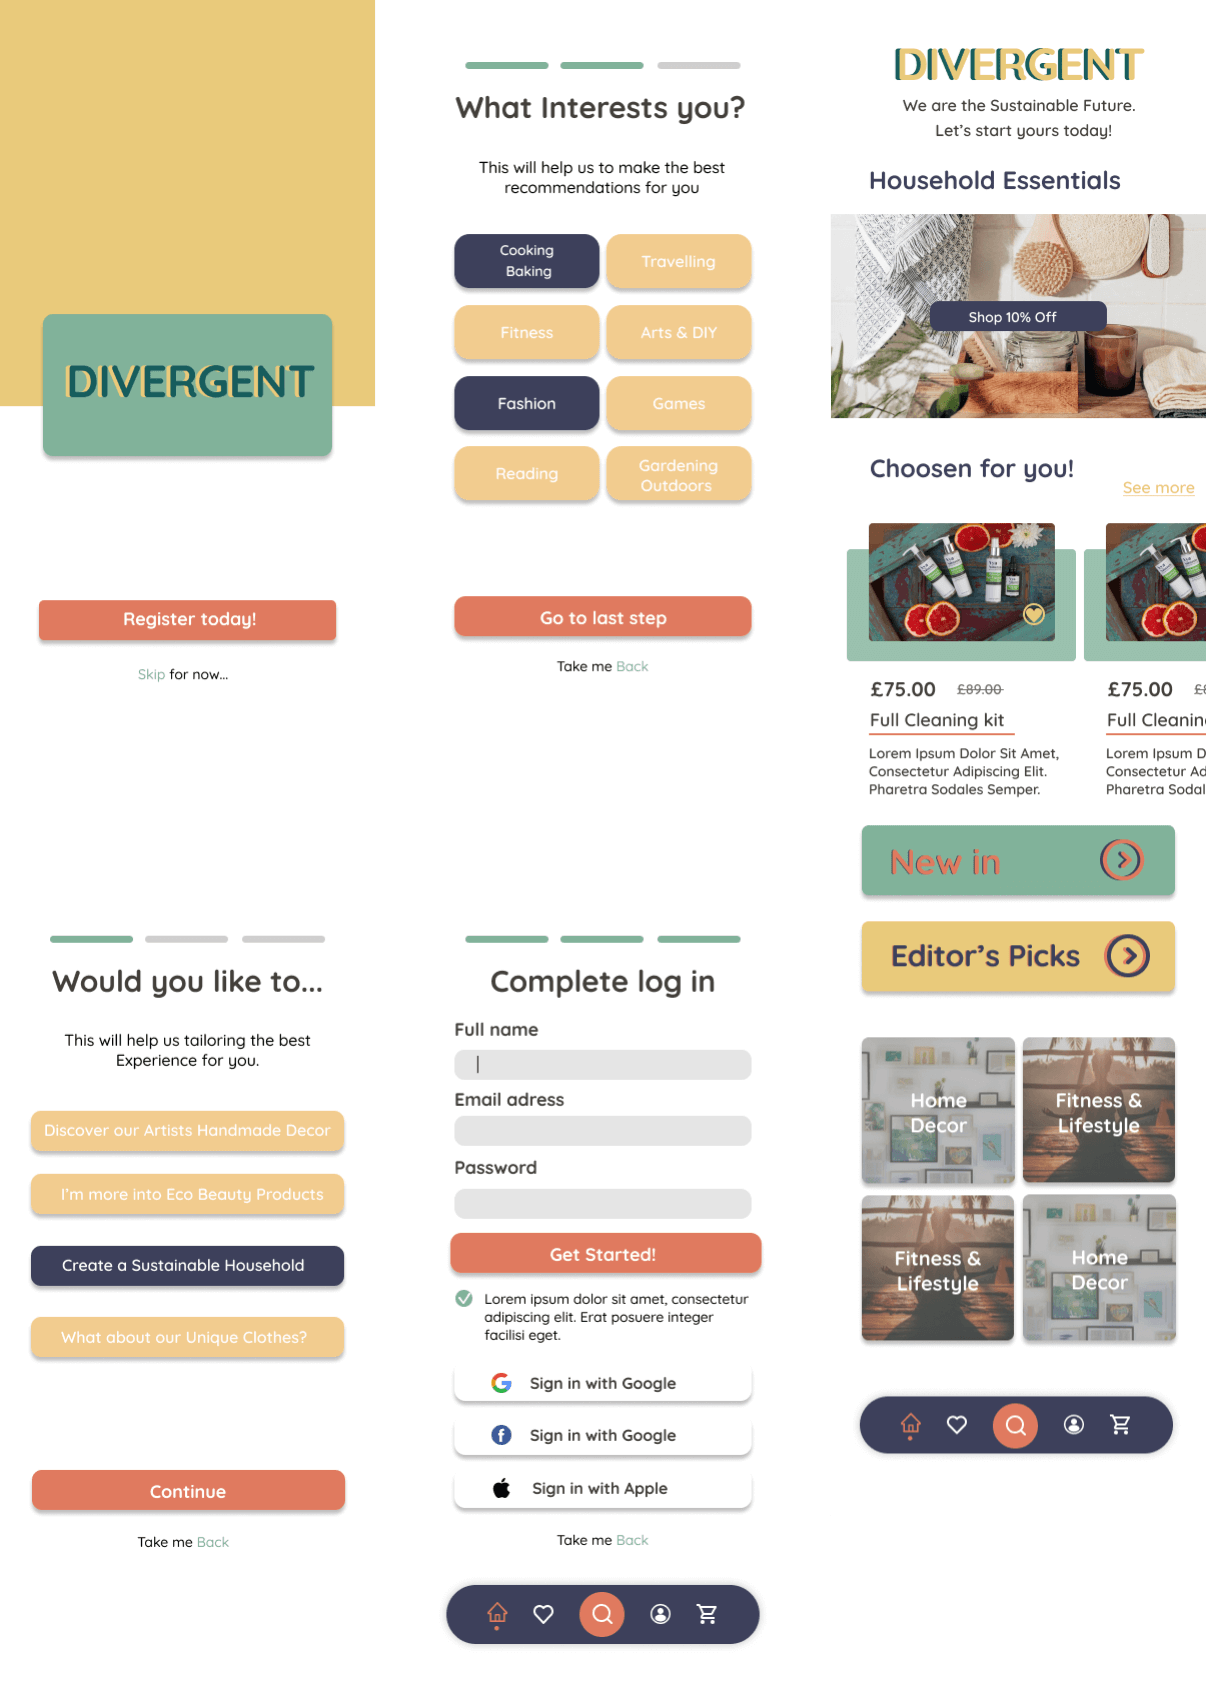 DIVERGENT
Register today!
Skip for now...
What Interests you?
This will help us to make the best
recommendations for you
Cooking
Baking
Travelling
Fitness
Arts & DIY
Fashion
Games
Reading
Gardening
Outdoors
Go to last step
Take me Back
DIVERGENT
We are the Sustainable Future.
Let's start yours today!
Household Essentials
Shop 10% Off
Choosen for you!
See more
£75.00 £89.00
Full Cleaning kit
Lorem Ipsum Dolor Sit Amet,
Consectetur Adipiscing Elit.
Pharetra Sodales Semper.
£75.00
Full Cleanin
Lorem Ipsum D
Consectetur Ad
Pharetra Sodal
New in
Editor's Picks
Home
Decor
Fitness &
Lifestyle
Fitness &
Lifestyle
Home
Decor
Would you like to...
This will help us tailoring the best
Experience for you.
Discover our Artists Handmade Decor
I'm more into Eco Beauty Products
Create a Sustainable Household
What about our Unique Clothes?
Continue
Take me Back
Complete log in
Full name
Email adress
Password
Get Started!
Lorem ipsum dolor sit amet, consectetur
adipiscing elit. Erat posuere integer
facilisi eget.
Sign in with Google
Sign in with Google
Sign in with Apple
Take me Back